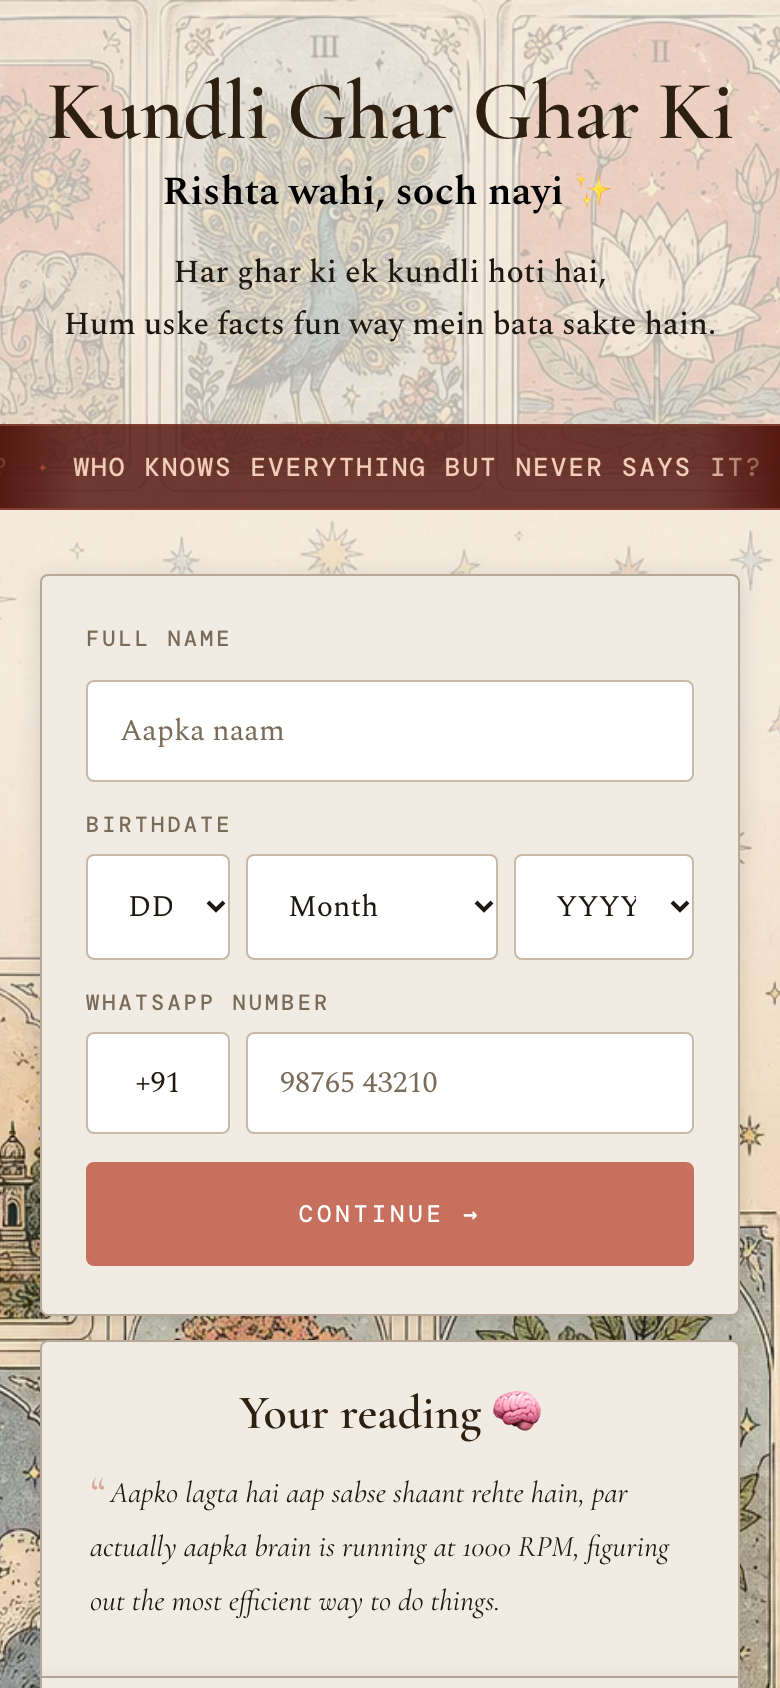 III
II
Kundli Ghar Ghar Ki
Rishta wahi, soch nayi ✨
Har ghar ki ek kundli hoti hai,
Hum uske facts fun way mein bata sakte hain.
? ✦ WHO KNOWS EVERYTHING BUT NEVER SAYS IT?
FULL NAME
Aapka naam
BIRTHDATE
DD Month YYYY
WHATSAPP NUMBER
+91 98765 43210
CONTINUE →
Your reading 🧠
“ Aapko lagta hai aap sabse shaant rehte hain, par
actually aapka brain is running at 1000 RPM, figuring
out the most efficient way to do things.